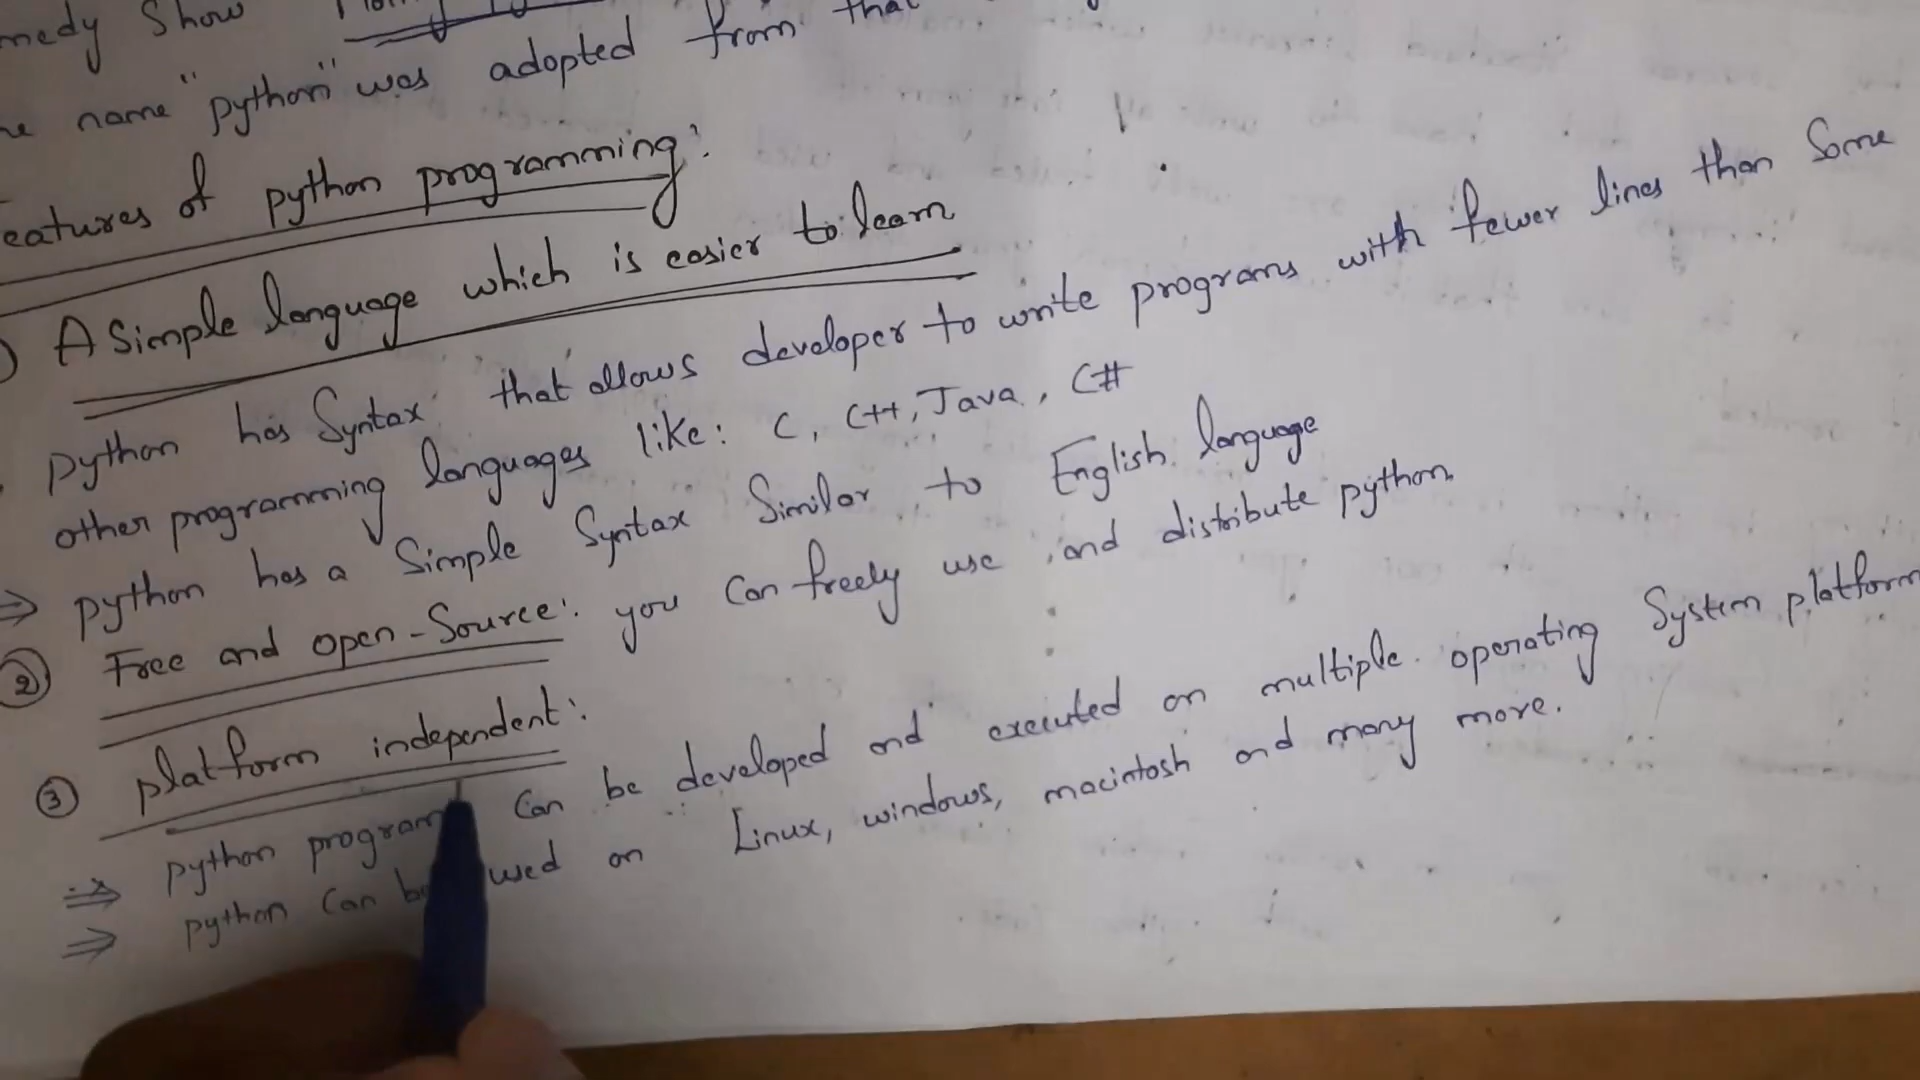 medy Show
name "python" was adopted from that
eatures of python programming:
A Simple language which is easier to learn
python has Syntax that allows developer to write programs with fewer lines than Some
other programming languages like: C, C++, Java, C#
⇒ python has a Simple Syntax Similar to English language
② Free and open-Source: you Can freely use and distribute python.
③ platform independent:
⇒ python program Can be developed and executed on multiple operating System platform
⇒ python Can be used on Linux, windows, macintosh and many more.